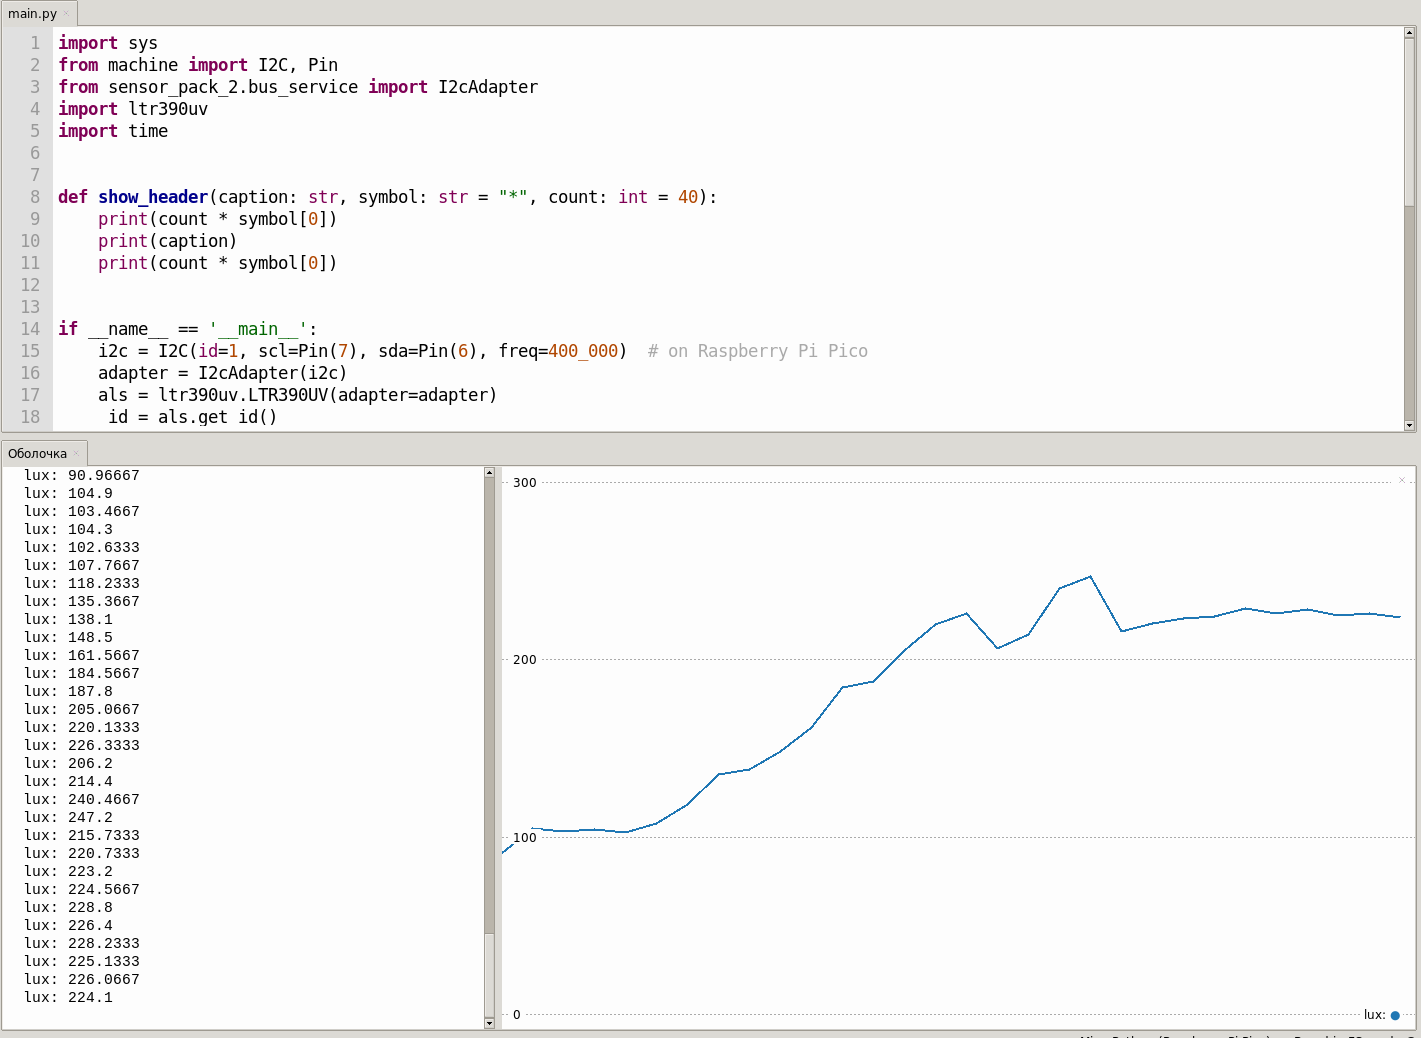 main.py
1 import sys
2 from machine import I2C, Pin
3 from sensor_pack_2.bus_service import I2cAdapter
4 import ltr390uv
5 import time
6
7
8 def show_header(caption: str, symbol: str = "*", count: int = 40):
9     print(count * symbol[0])
10     print(caption)
11     print(count * symbol[0])
12
13
14 if __name__ == '__main__':
15     i2c = I2C(id=1, scl=Pin(7), sda=Pin(6), freq=400_000)  # on Raspberry Pi Pico
16     adapter = I2cAdapter(i2c)
17     als = ltr390uv.LTR390UV(adapter=adapter)
18     _id = als.get_id()
Оболочка
lux: 90.96667
lux: 104.9
lux: 103.4667
lux: 104.3
lux: 102.6333
lux: 107.7667
lux: 118.2333
lux: 135.3667
lux: 138.1
lux: 148.5
lux: 161.5667
lux: 184.5667
lux: 187.8
lux: 205.0667
lux: 220.1333
lux: 226.3333
lux: 206.2
lux: 214.4
lux: 240.4667
lux: 247.2
lux: 215.7333
lux: 220.7333
lux: 223.2
lux: 224.5667
lux: 228.8
lux: 226.4
lux: 228.2333
lux: 225.1333
lux: 226.0667
lux: 224.1
300
200
100
0
lux: